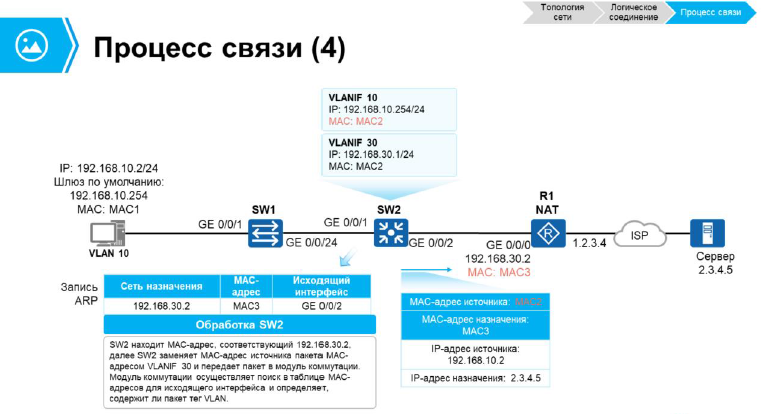 Топология сети
Логическое соединение
Процесс связи
Процесс связи (4)
VLANIF 10
IP: 192.168.10.254/24
MAC: MAC2
VLANIF 30
IP: 192.168.30.1/24
MAC: MAC2
IP: 192.168.10.2/24
Шлюз по умолчанию:
192.168.10.254
MAC: MAC1
VLAN 10
GE 0/0/1
SW1
GE 0/0/24
GE 0/0/1
SW2
GE 0/0/2
R1
NAT
GE 0/0/0
192.168.30.2
MAC: MAC3
1.2.3.4
ISP
Сервер
2.3.4.5
Запись
ARP
Сеть назначения
MAC-
адрес
Исходящий
интерфейс
192.168.30.2
MAC3
GE 0/0/2
Обработка SW2
SW2 находит MAC-адрес, соответствующий 192.168.30.2,
далее SW2 заменяет MAC-адрес источника пакета MAC-
адресом VLANIF 30 и передает пакет в модуль коммутации.
Модуль коммутации осуществляет поиск в таблице MAC-
адресов для исходящего интерфейса и определяет,
содержит ли пакет тег VLAN.
MAC-адрес источника: MAC2
MAC-адрес назначения:
MAC3
IP-адрес источника:
192.168.10.2
IP-адрес назначения: 2.3.4.5